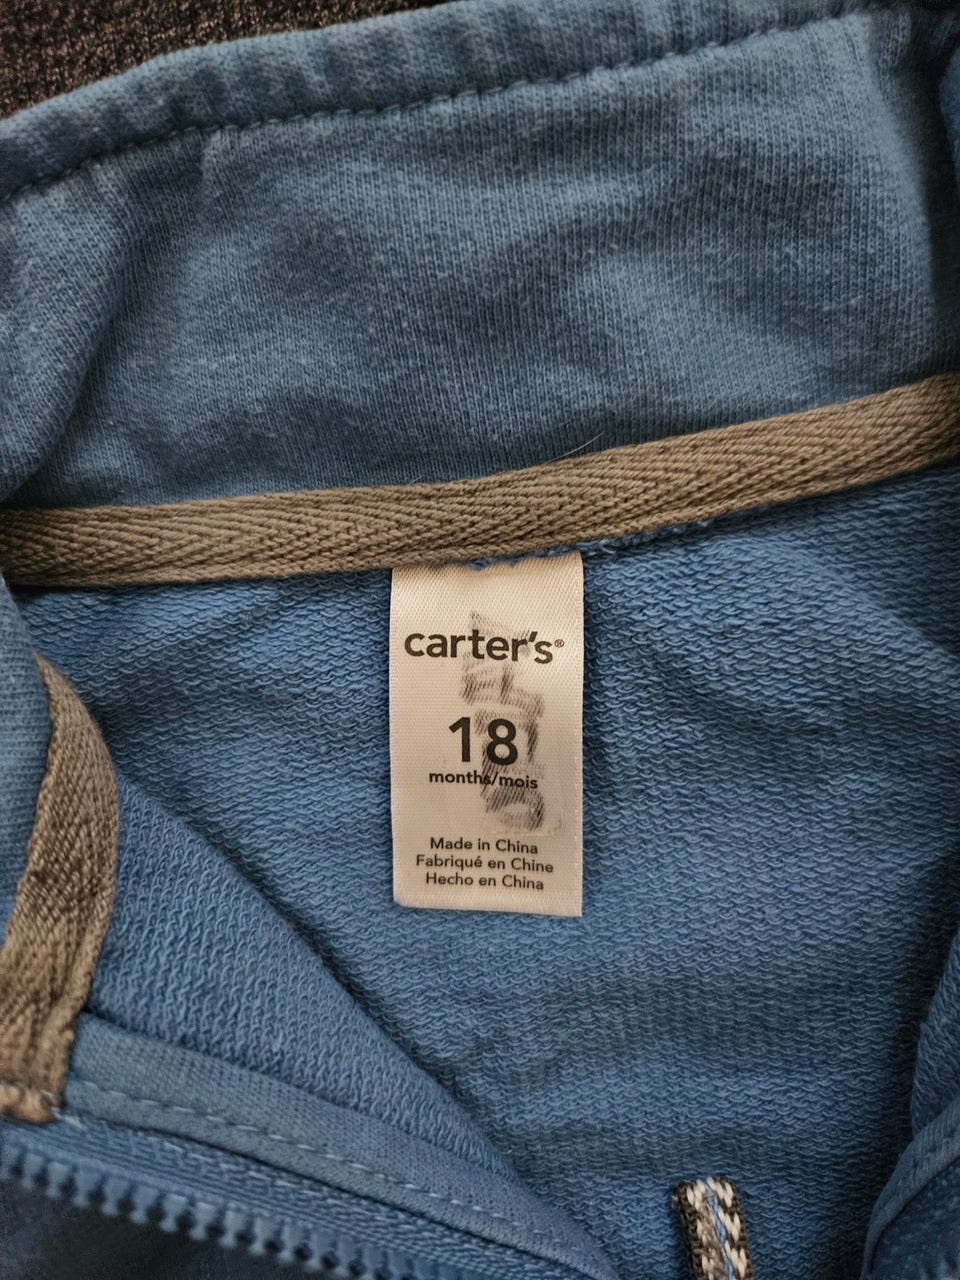 carter's®
18
months/mois
Made in China
Fabriqué en Chine
Hecho en China